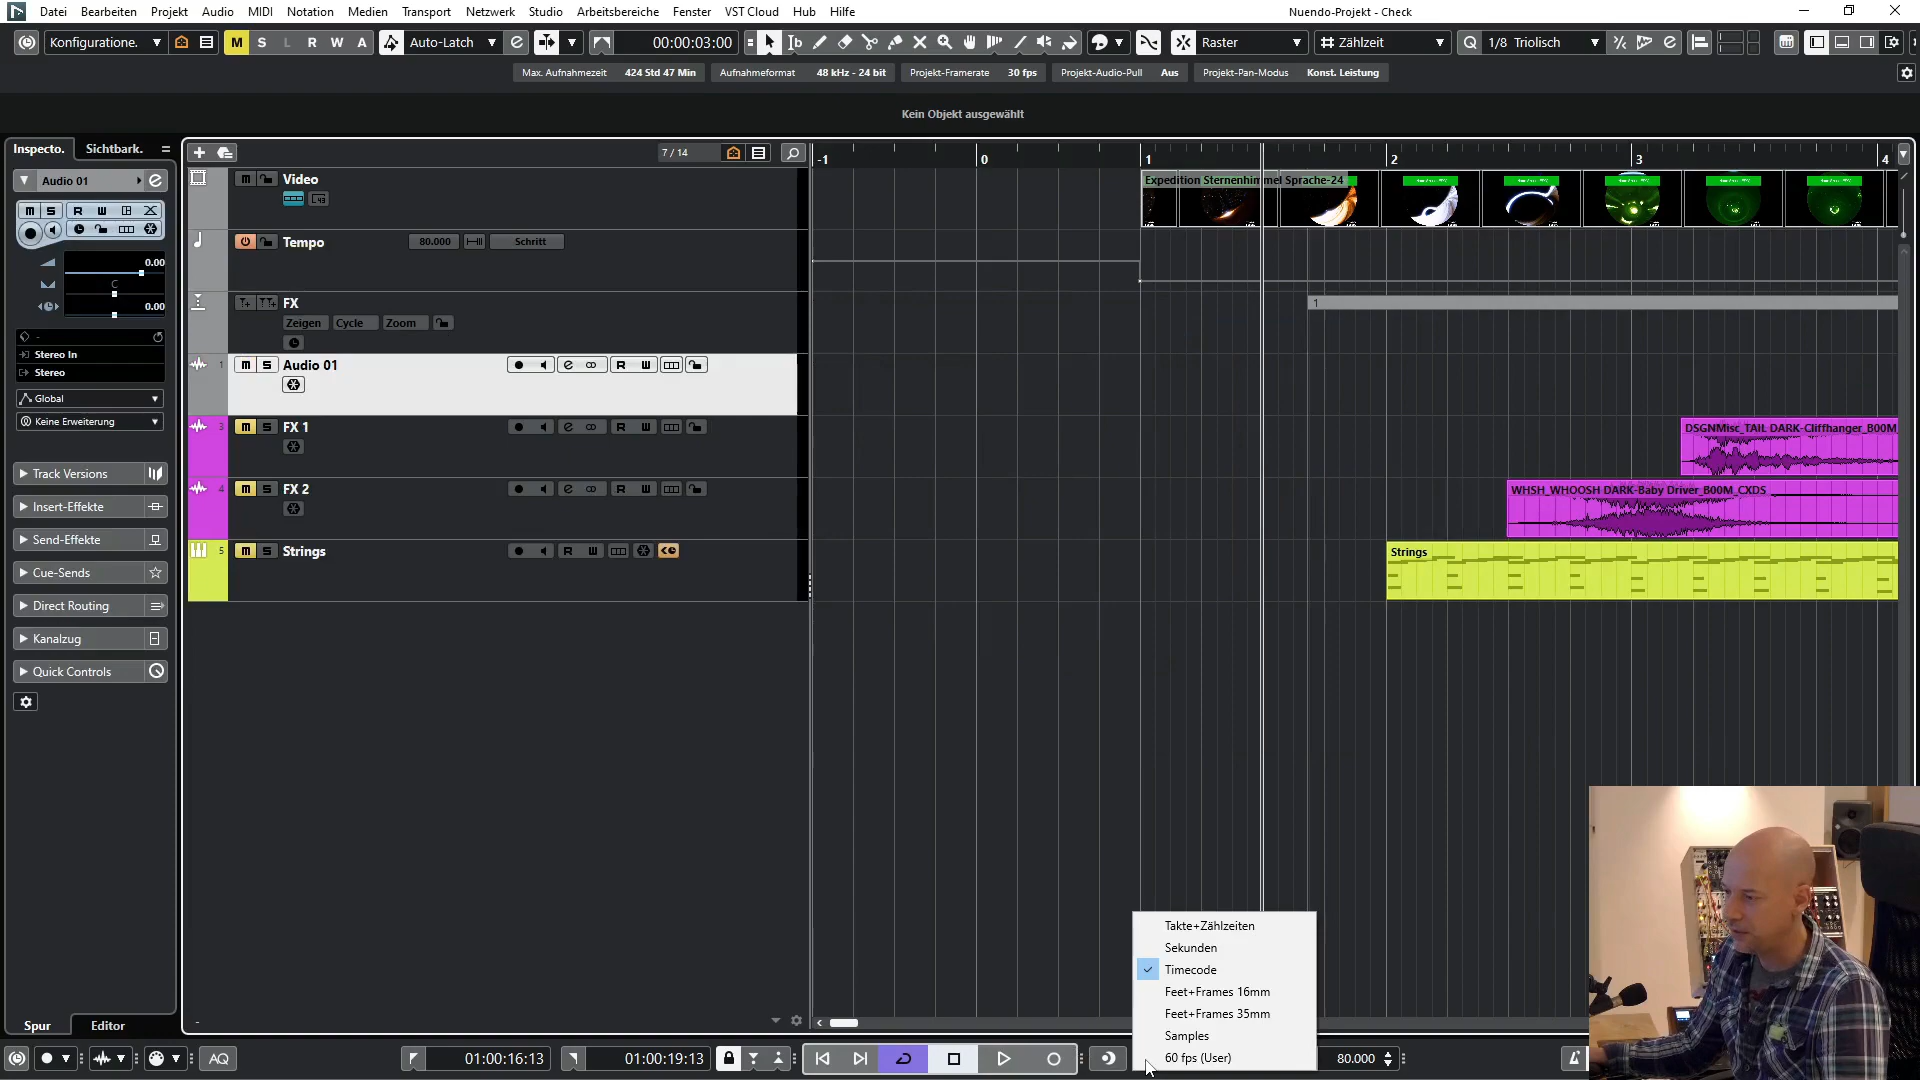 Datei Bearbeiten Projekt Audio MIDI Notation Medien Transport Netzwerk Studio Arbeitsbereiche Fenster VST Cloud Hub Hilfe Nuendo-Projekt - Check
Konfiguratione. M S L R W A Auto-Latch 00:00:03:00 Raster Zählzeit Q 1/8 Triolisch
Max. Aufnahmezeit 424 Std 47 Min Aufnahmeformat 48 kHz - 24 bit Projekt-Framerate 30 fps Projekt-Audio-Pull Aus Projekt-Pan-Modus Konst. Leistung
Kein Objekt ausgewählt
Inspecto. Sichtbark.
7 / 14
-1 0 1 2 3 4
Audio 01
M S R W
0.00
C
0.00
-
Stereo In
Stereo
Global
Keine Erweiterung
Track Versions
Insert-Effekte
Send-Effekte
Cue-Sends
Direct Routing
Kanalzug
Quick Controls
Spur Editor
M Video
Expedition Sternenhimmel Sprache-24
Tempo 80.000 Schritt
FX
Zeigen Cycle Zoom
1
1 M S Audio 01 R W
3 M S FX 1 R W
DSGNMisc_TAIL DARK-Cliffhanger_B00M_
4 M S FX 2 R W
WHSH_WHOOSH DARK-Baby Driver_B00M_CXDS
5 M S Strings R W
Strings
Takte+Zählzeiten
Sekunden
Timecode
Feet+Frames 16mm
Feet+Frames 35mm
Samples
60 fps (User)
AQ 01:00:16:13 01:00:19:13 80.000